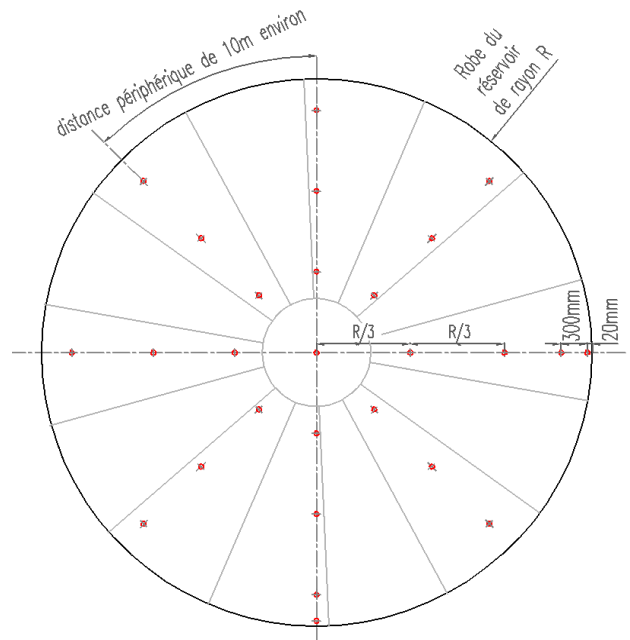 distance périphérique de 10m environ
Robe du
réservoir
de rayon R
R/3
R/3
300mm
20mm